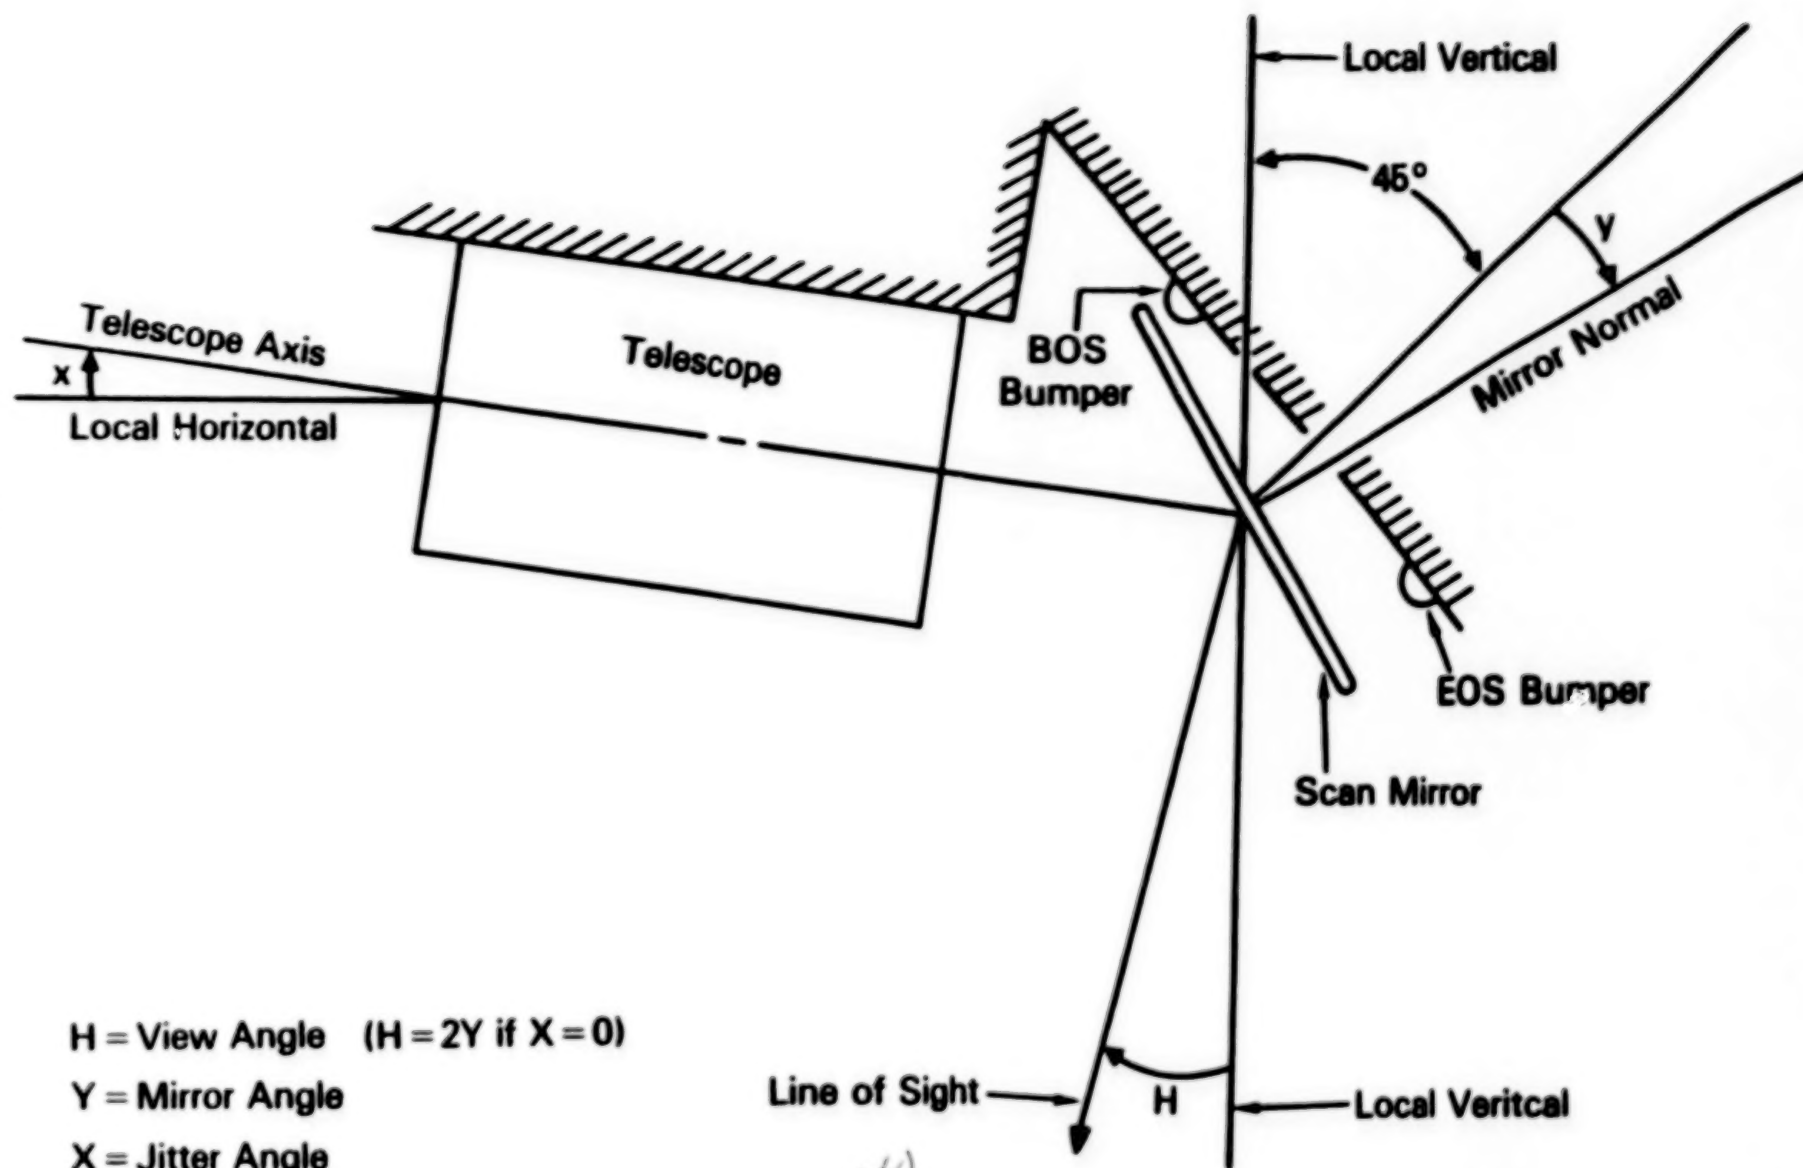 Local Vertical
45°
Y
Mirror Normal
Telescope Axis
x
Local Horizontal
Telescope
BOS
Bumper
EOS Bumper
Scan Mirror
H = View Angle (H = 2Y if X = 0)
Y = Mirror Angle
X = Jitter Angle
Line of Sight
H
Local Veritcal